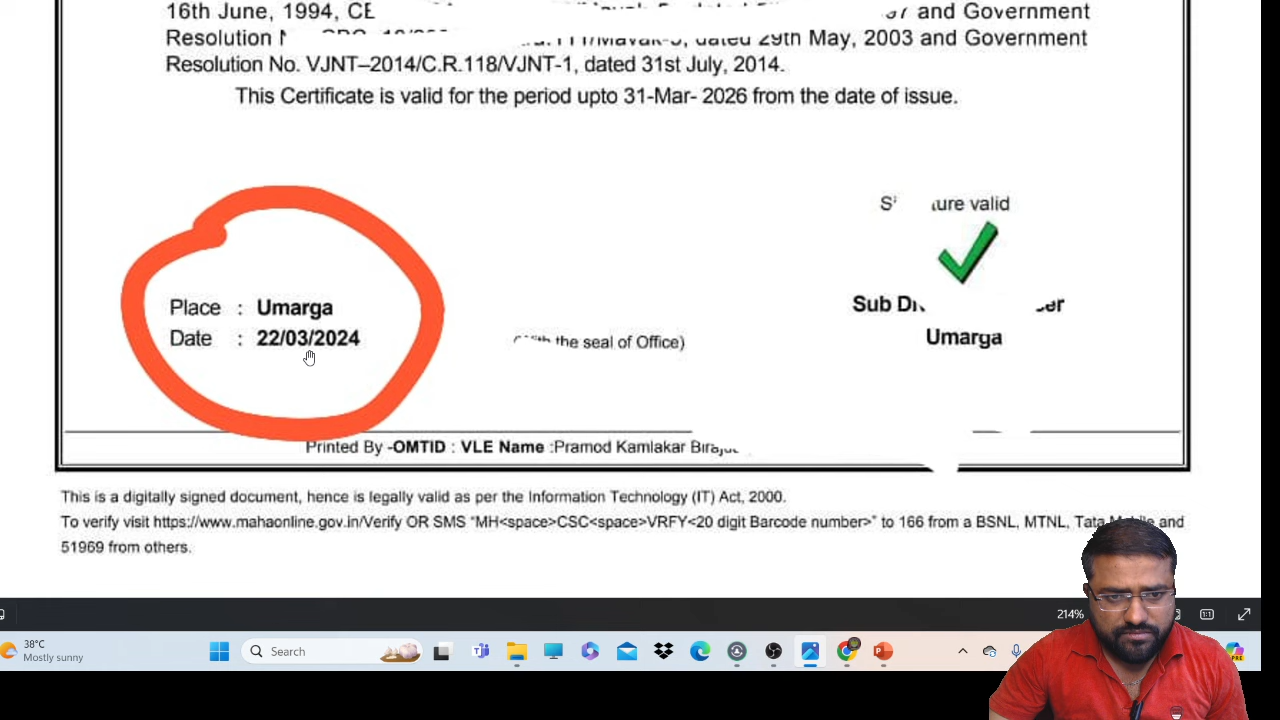 16th June, 1994, and Government
Resolution dated 29th May, 2003 and Government
Resolution No. VJNT–2014/C.R.118/VJNT-1, dated 31st July, 2014.
This Certificate is valid for the period upto 31-Mar- 2026 from the date of issue.
valid
Place : Umarga
Date : 22/03/2024
the seal of Office)
Sub
Umarga
Printed By -OMTID : VLE Name :Pramod Kamlakar
This is a digitally signed document, hence is legally valid as per the Information Technology (IT) Act, 2000.
To verify visit https://www.mahaonline.gov.in/Verify OR SMS “MH<space>CSC<space>VRFY<20 digit Barcode number>” to 166 from a BSNL, MTNL, Tata and
51969 from others.
214%
38°C
Mostly sunny
Search
PRE